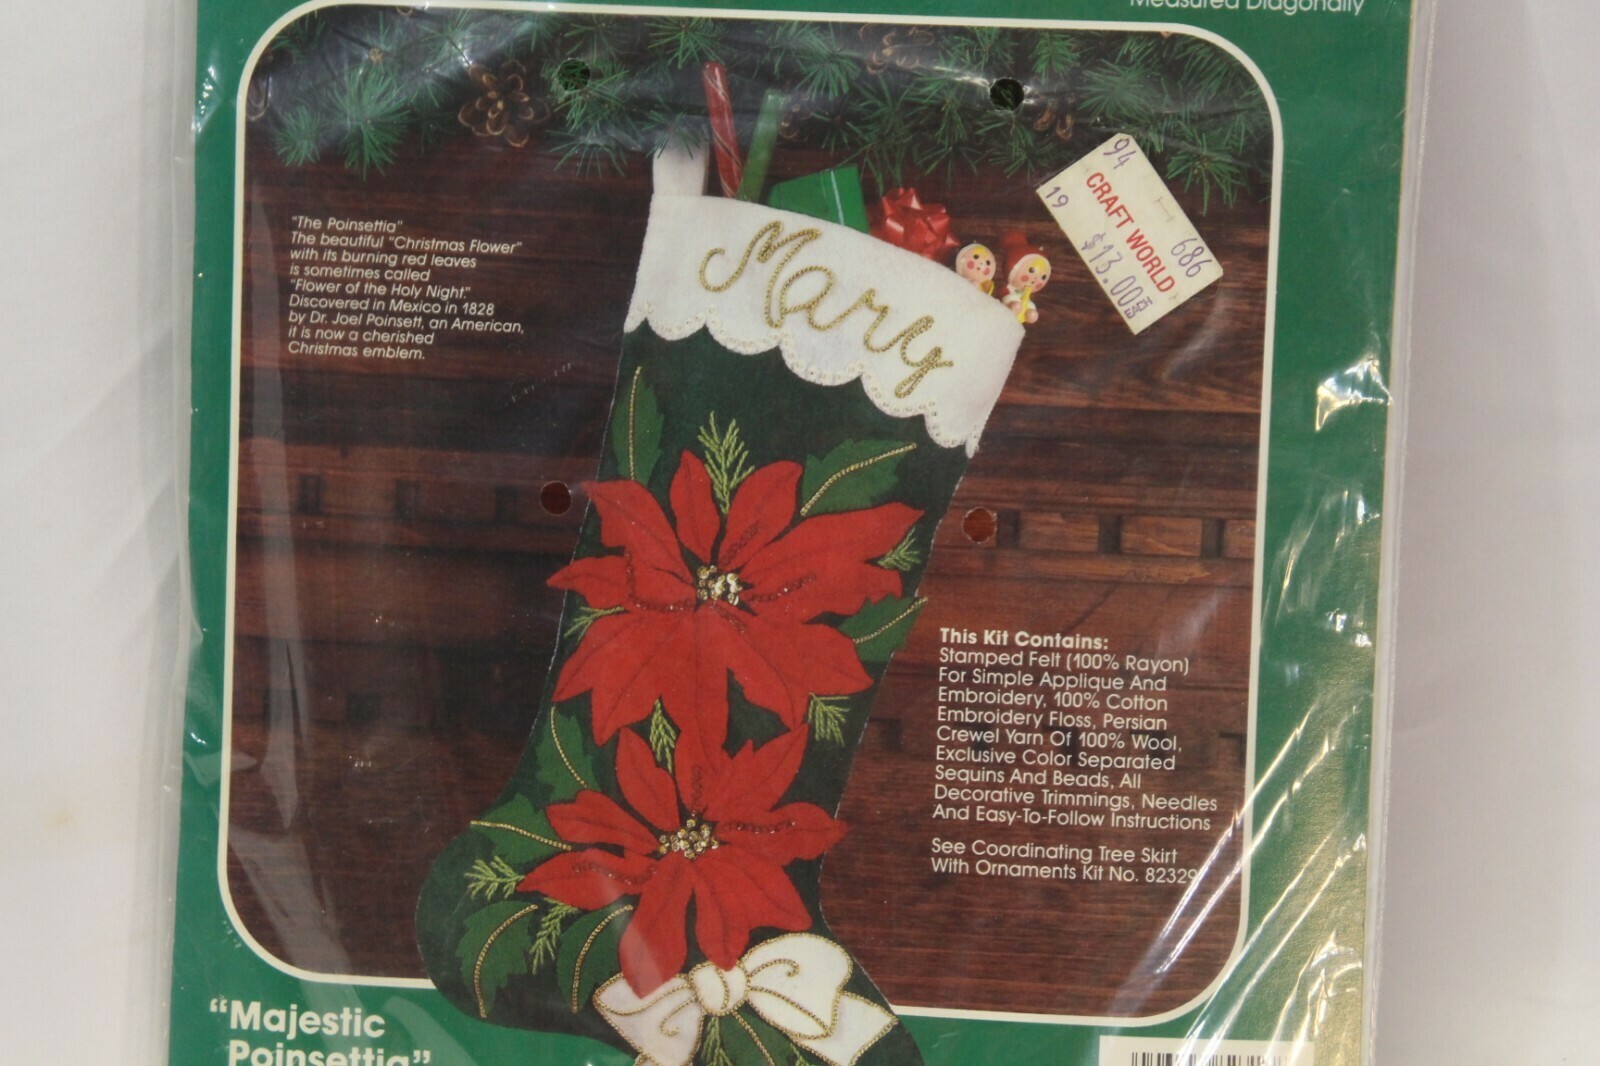 Measured Diagonally
94
19
CRAFT WORLD
686
$13.00
"The Poinsettia"
The beautiful "Christmas Flower"
with its burning red leaves
is sometimes called
"Flower of the Holy Night."
Discovered in Mexico in 1828
by Dr. Joel Poinsett, an American,
it is now a cherished
Christmas emblem.
Mary
This Kit Contains:
Stamped Felt (100% Rayon)
For Simple Applique And
Embroidery, 100% Cotton
Embroidery Floss, Persian
Crewel Yarn Of 100% Wool,
Exclusive Color Separated
Sequins And Beads, All
Decorative Trimmings, Needles
And Easy-To-Follow Instructions
See Coordinating Tree Skirt
With Ornaments Kit No. 82329
"Majestic
Poinsettia"